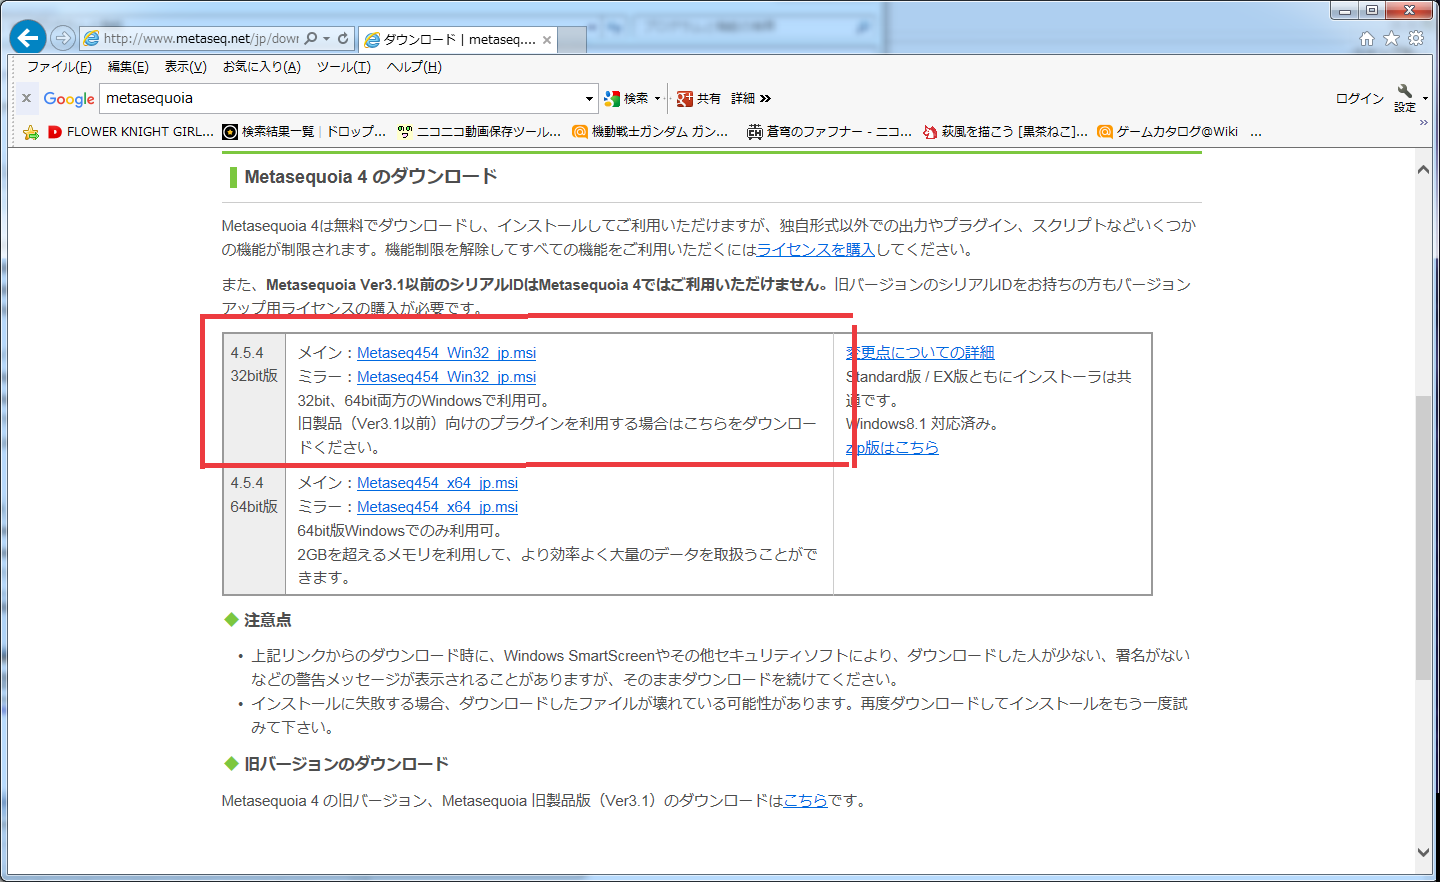 http://www.metaseq.net/jp/dowr
ダウンロード | metaseq....
ファイル(F) 編集(E) 表示(V) お気に入り(A) ツール(T) ヘルプ(H)
x Google metasequoia 検索 共有 詳細 » ログイン 設定
FLOWER KNIGHT GIRL... 検索結果一覧｜ドロップ... ニコニコ動画保存ツール... 機動戦士ガンダム ガン... 蒼穹のファフナー - ニコ... 萩風を描こう [黒茶ねこ]... ゲームカタログ@Wiki ...
Metasequoia 4 のダウンロード
Metasequoia 4は無料でダウンロードし、インストールしてご利用いただけますが、独自形式以外での出力やプラグイン、スクリプトなどいくつか
の機能が制限されます。機能制限を解除してすべての機能をご利用いただくにはライセンスを購入してください。
また、Metasequoia Ver3.1以前のシリアルIDはMetasequoia 4ではご利用いただけません。旧バージョンのシリアルIDをお持ちの方もバージョン
アップ用ライセンスの購入が必要です。
4.5.4
32bit版
メイン：Metaseq454_Win32_jp.msi
ミラー：Metaseq454_Win32_jp.msi
32bit、64bit両方のWindowsで利用可。
旧製品（Ver3.1以前）向けのプラグインを利用する場合はこちらをダウンロー
ドください。
変更点についての詳細
Standard版 / EX版ともにインストーラは共
通です。
Windows8.1 対応済み。
zip版はこちら
4.5.4
64bit版
メイン：Metaseq454_x64_jp.msi
ミラー：Metaseq454_x64_jp.msi
64bit版Windowsでのみ利用可。
2GBを超えるメモリを利用して、より効率よく大量のデータを取扱うことがで
きます。
注意点
• 上記リンクからのダウンロード時に、Windows SmartScreenやその他セキュリティソフトにより、ダウンロードした人が少ない、署名がない
などの警告メッセージが表示されることがありますが、そのままダウンロードを続けてください。
• インストールに失敗する場合、ダウンロードしたファイルが壊れている可能性があります。再度ダウンロードしてインストールをもう一度試
みて下さい。
旧バージョンのダウンロード
Metasequoia 4 の旧バージョン、Metasequoia 旧製品版（Ver3.1）のダウンロードはこちらです。